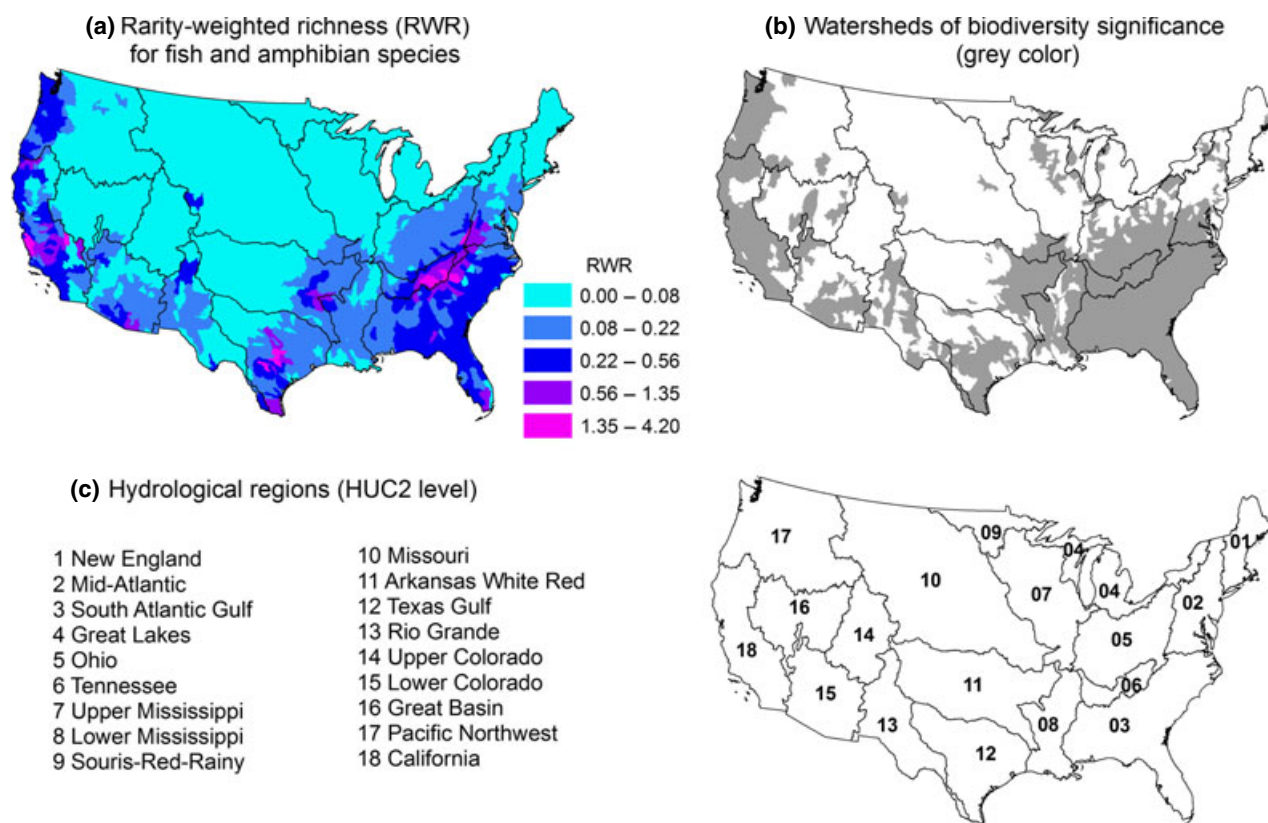 (a) Rarity-weighted richness (RWR)
for fish and amphibian species
(b) Watersheds of biodiversity significance
(grey color)
RWR
0.00 – 0.08
0.08 – 0.22
0.22 – 0.56
0.56 – 1.35
1.35 – 4.20
(c) Hydrological regions (HUC2 level)
1 New England
2 Mid-Atlantic
3 South Atlantic Gulf
4 Great Lakes
5 Ohio
6 Tennessee
7 Upper Mississippi
8 Lower Mississippi
9 Souris-Red-Rainy
10 Missouri
11 Arkansas White Red
12 Texas Gulf
13 Rio Grande
14 Upper Colorado
15 Lower Colorado
16 Great Basin
17 Pacific Northwest
18 California
17
09
04
01
10
07
04
02
16
14
05
18
11
06
15
08
03
13
12